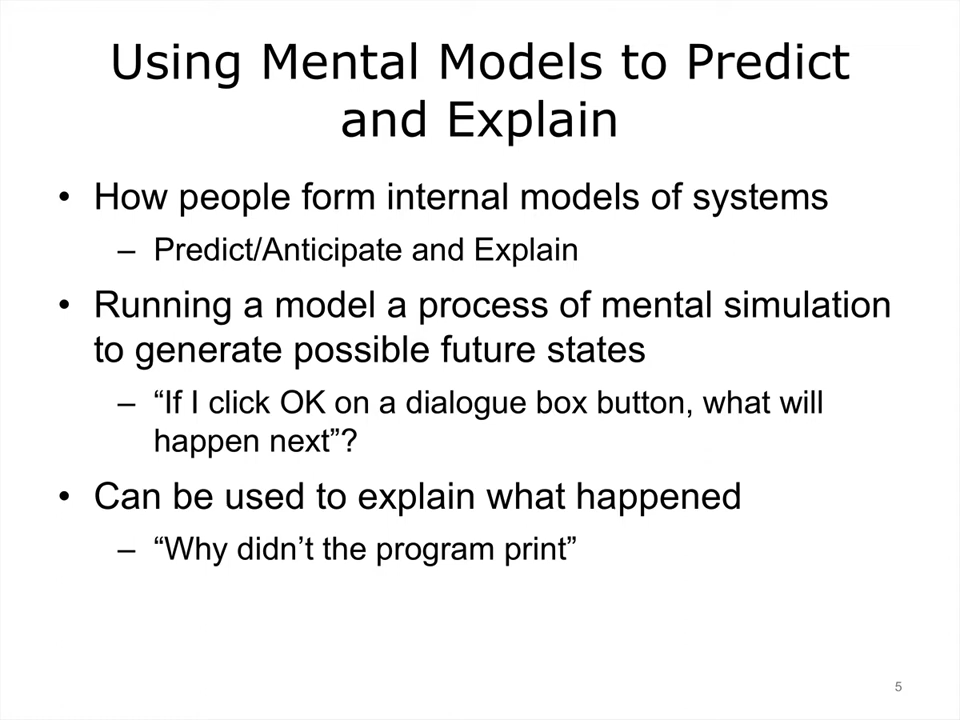 Using Mental Models to Predict
and Explain
• How people form internal models of systems
– Predict/Anticipate and Explain
• Running a model a process of mental simulation
to generate possible future states
– “If I click OK on a dialogue box button, what will
happen next”?
• Can be used to explain what happened
– “Why didn’t the program print”
5